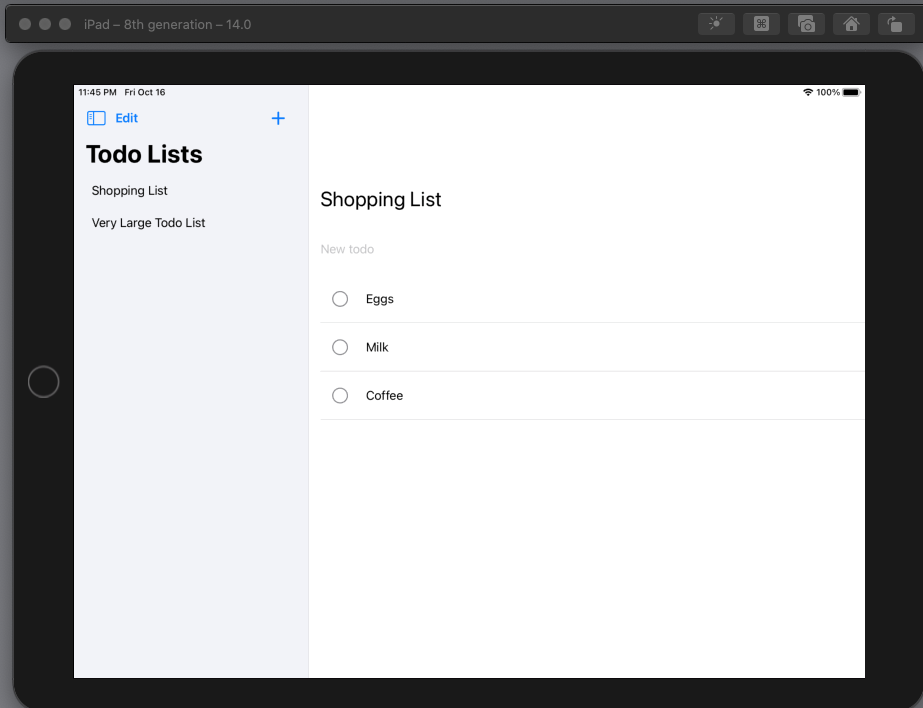 iPad – 8th generation – 14.0
11:45 PM Fri Oct 16
100%
Edit
Todo Lists
Shopping List
Very Large Todo List
Shopping List
New todo
Eggs
Milk
Coffee